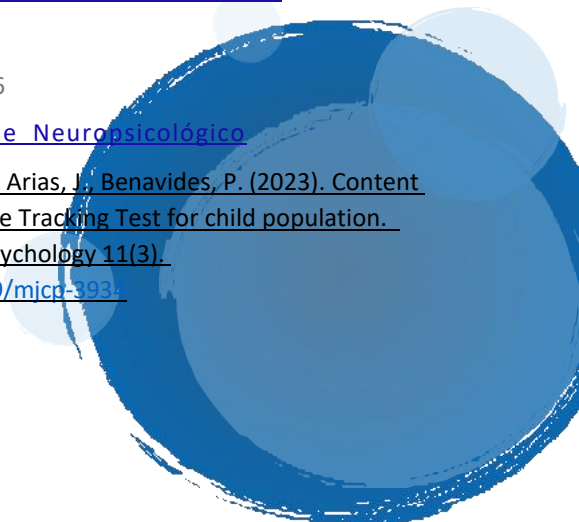 e Neuropsicológico
Arias, J., Benavides, P. (2023). Content
e Tracking Test for child population.
ychology 11(3).
/mjcp-3934